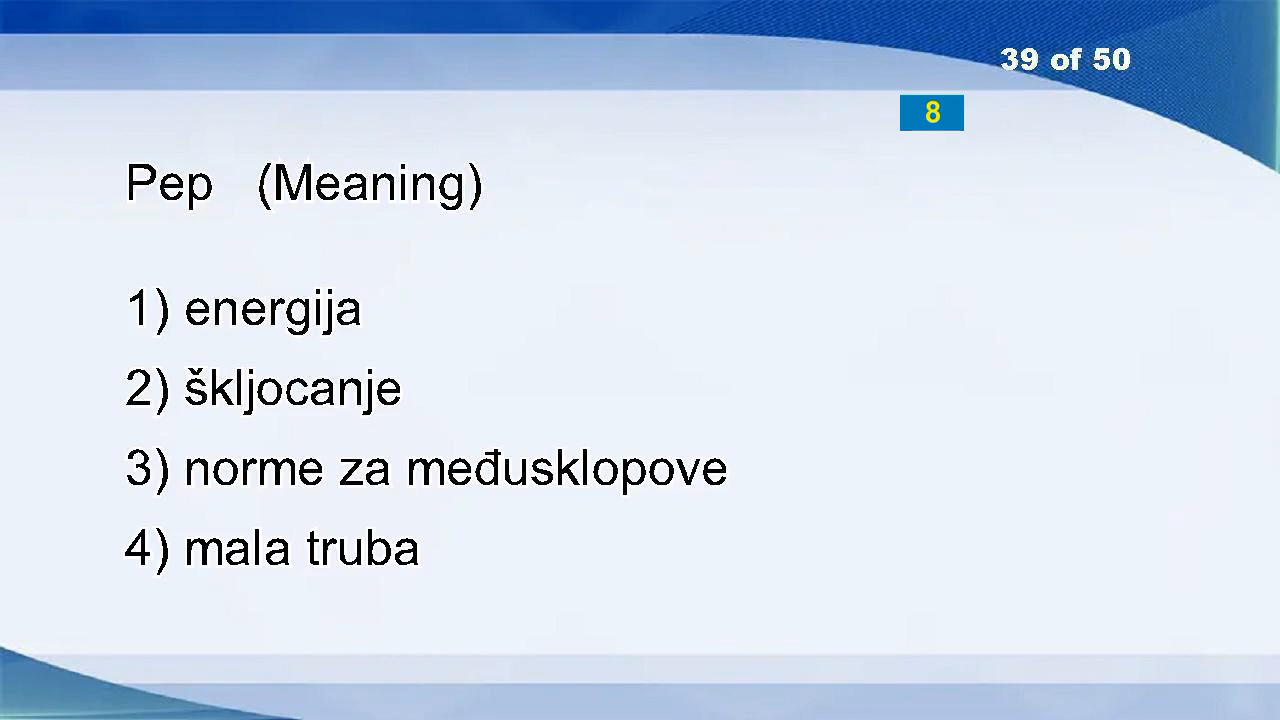 39 of 50
8
Pep (Meaning)
1) energija
2) škljocanje
3) norme za međusklopove
4) mala truba